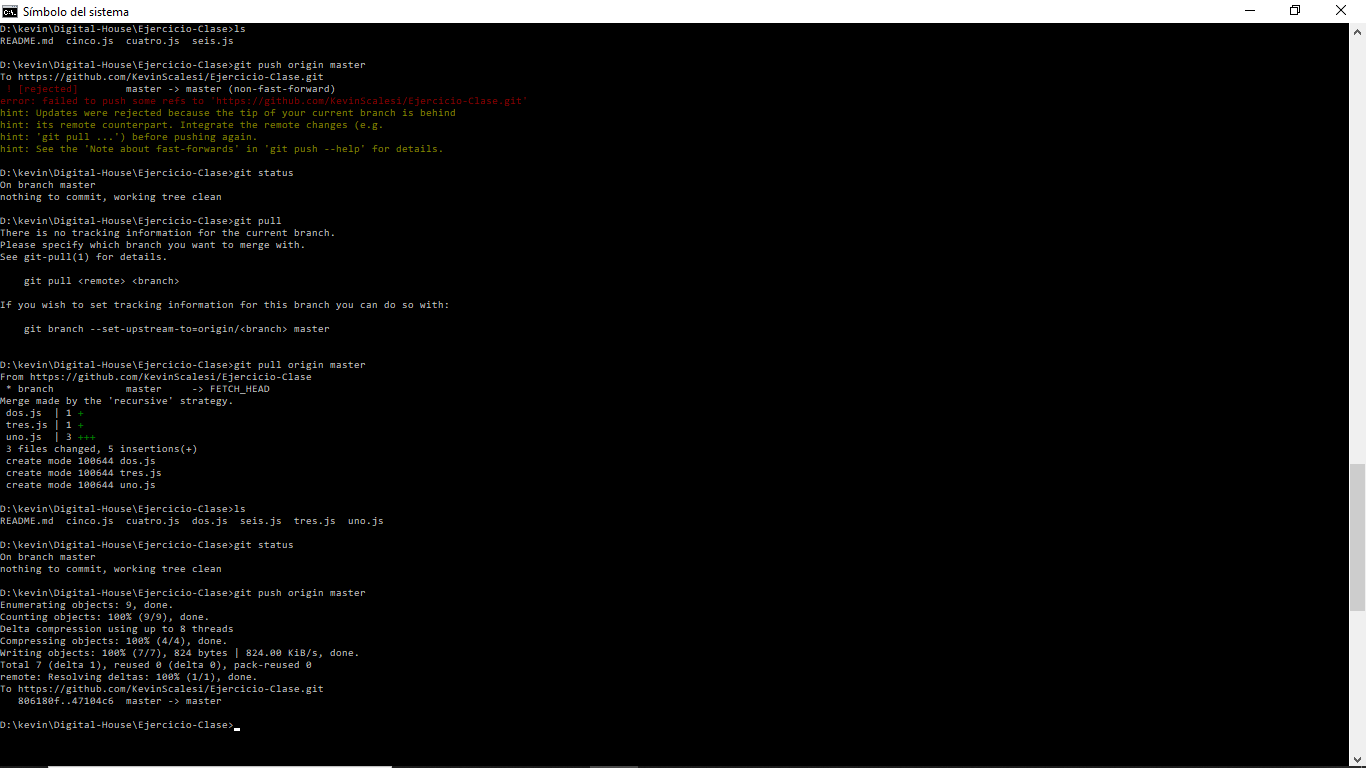 Símbolo del sistema
D:\kevin\Digital-House\Ejercicio-Clase>ls
README.md  cinco.js  cuatro.js  seis.js
D:\kevin\Digital-House\Ejercicio-Clase>git push origin master
To https://github.com/KevinScalesi/Ejercicio-Clase.git
 ! [rejected]        master -> master (non-fast-forward)
error: failed to push some refs to 'https://github.com/KevinScalesi/Ejercicio-Clase.git'
hint: Updates were rejected because the tip of your current branch is behind
hint: its remote counterpart. Integrate the remote changes (e.g.
hint: 'git pull ...') before pushing again.
hint: See the 'Note about fast-forwards' in 'git push --help' for details.
D:\kevin\Digital-House\Ejercicio-Clase>git status
On branch master
nothing to commit, working tree clean
D:\kevin\Digital-House\Ejercicio-Clase>git pull
There is no tracking information for the current branch.
Please specify which branch you want to merge with.
See git-pull(1) for details.
    git pull <remote> <branch>
If you wish to set tracking information for this branch you can do so with:
    git branch --set-upstream-to=origin/<branch> master
D:\kevin\Digital-House\Ejercicio-Clase>git pull origin master
From https://github.com/KevinScalesi/Ejercicio-Clase
 * branch            master     -> FETCH_HEAD
Merge made by the 'recursive' strategy.
 dos.js  | 1 +
 tres.js | 1 +
 uno.js  | 3 +++
 3 files changed, 5 insertions(+)
 create mode 100644 dos.js
 create mode 100644 tres.js
 create mode 100644 uno.js
D:\kevin\Digital-House\Ejercicio-Clase>ls
README.md  cinco.js  cuatro.js  dos.js  seis.js  tres.js  uno.js
D:\kevin\Digital-House\Ejercicio-Clase>git status
On branch master
nothing to commit, working tree clean
D:\kevin\Digital-House\Ejercicio-Clase>git push origin master
Enumerating objects: 9, done.
Counting objects: 100% (9/9), done.
Delta compression using up to 8 threads
Compressing objects: 100% (4/4), done.
Writing objects: 100% (7/7), 824 bytes | 824.00 KiB/s, done.
Total 7 (delta 1), reused 0 (delta 0), pack-reused 0
remote: Resolving deltas: 100% (1/1), done.
To https://github.com/KevinScalesi/Ejercicio-Clase.git
   806180f..47104c6  master -> master
D:\kevin\Digital-House\Ejercicio-Clase>